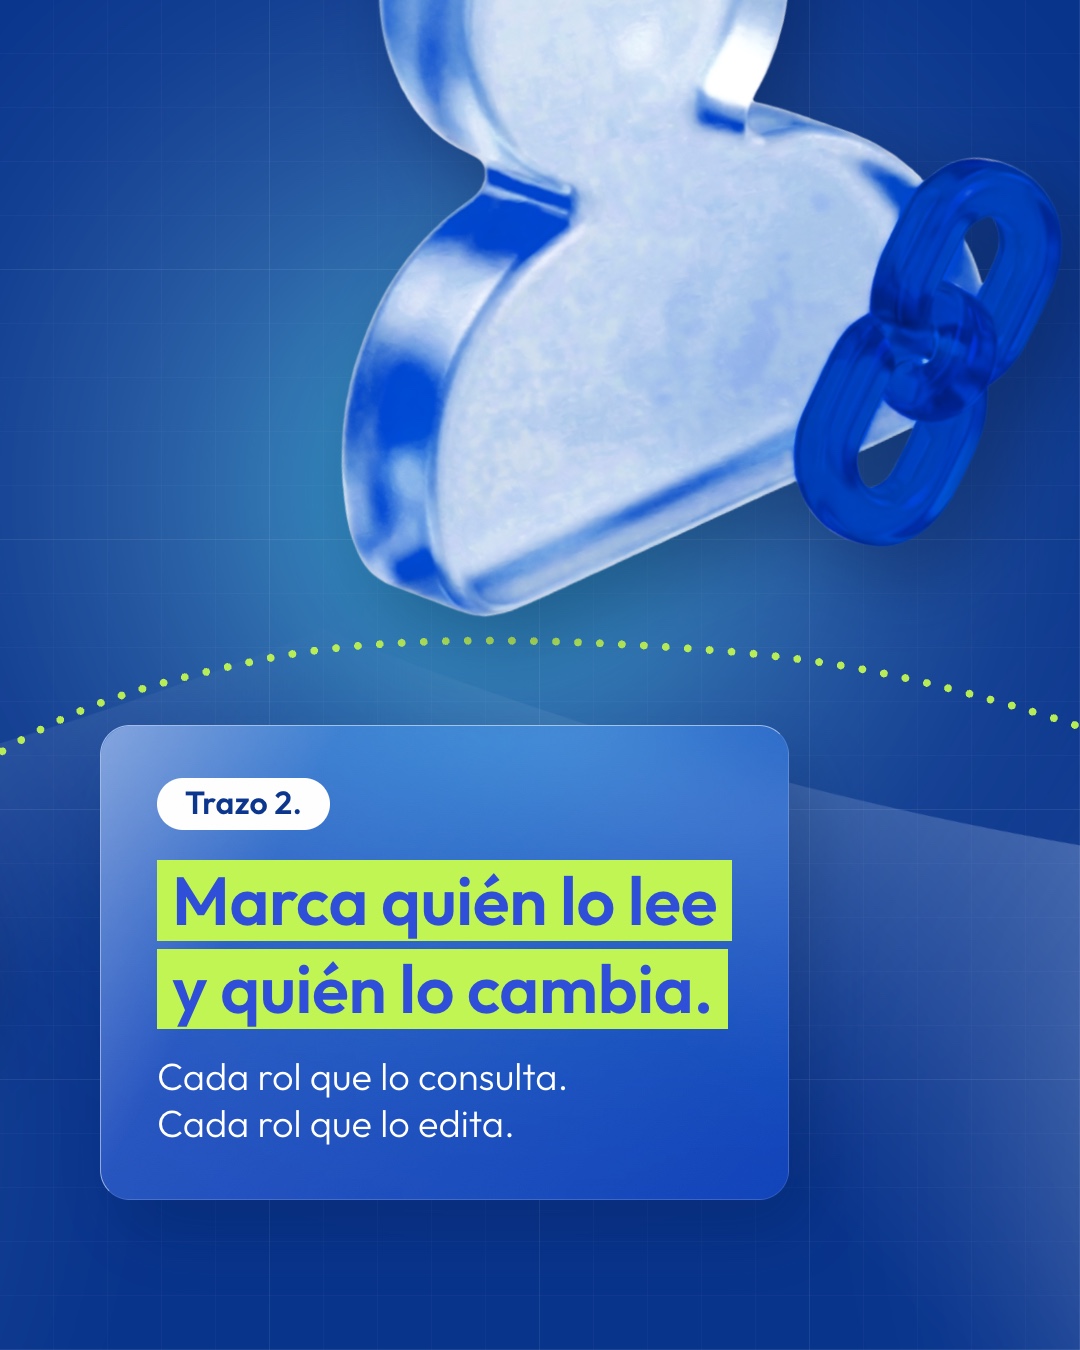 Trazo 2.
Marca quién lo lee
y quién lo cambia.
Cada rol que lo consulta.
Cada rol que lo edita.